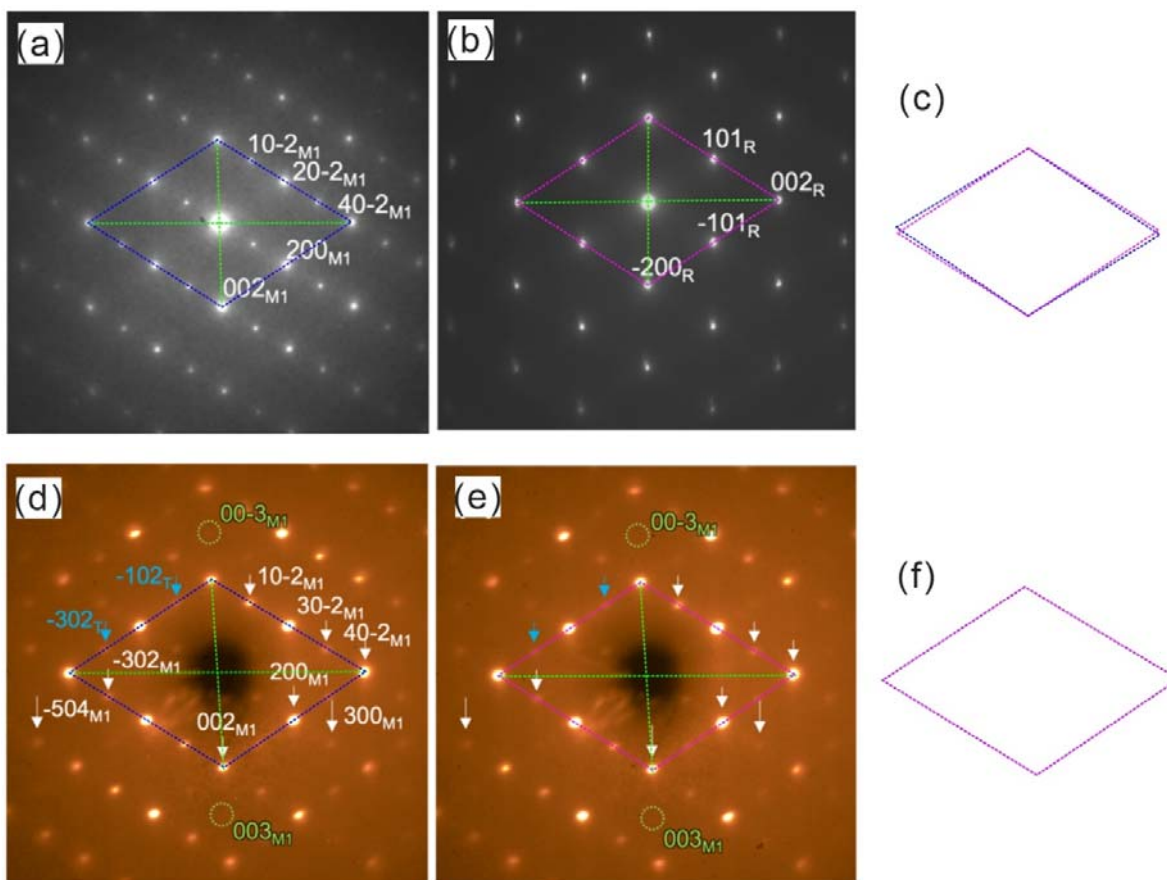 (a)
10-2M1
20-2M1
40-2M1
200M1
002M1
(b)
101R
002R
-101R
-200R
(c)
(d)
00-3M1
-102T
10-2M1
-302T
30-2M1
40-2M1
-302M1
200M1
-504M1
002M1
300M1
003M1
(e)
00-3M1
003M1
(f)